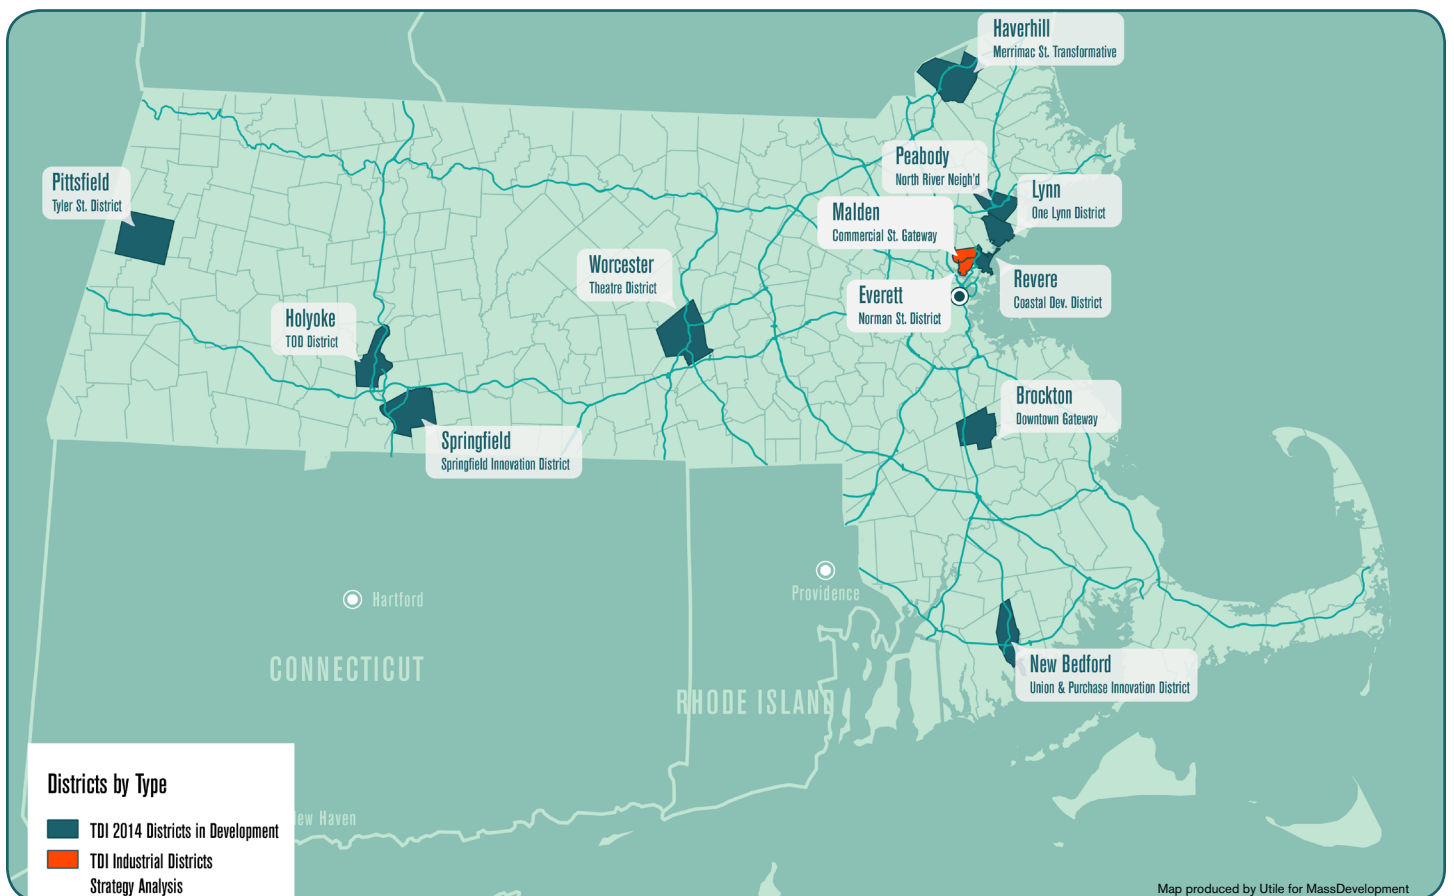 Haverhill
Merrimac St. Transformative
Peabody
North River Neigh'd
Pittsfield
Tyler St. District
Lynn
One Lynn District
Malden
Commercial St. Gateway
Worcester
Theatre District
Revere
Coastal Dev. District
Everett
Norman St. District
Holyoke
TOD District
Brockton
Downtown Gateway
Springfield
Springfield Innovation District
Providence
Hartford
CONNECTICUT
New Bedford
Union & Purchase Innovation District
RHODE ISLAND
Districts by Type
ew Haven
TDI 2014 Districts in Development
TDI Industrial Districts
Strategy Analysis
Map produced by Utile for MassDevelopment